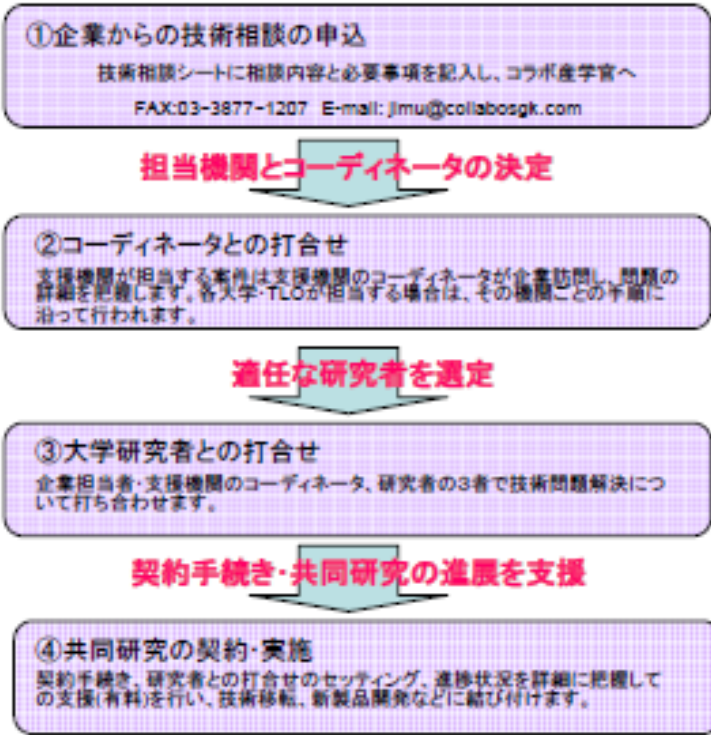 ①企業からの技術相談の申込
技術相談シートに相談内容と必要事項を記入し、コラボ産学官へ
FAX:03-3877-1207 E-mail: jimu@collabosgk.com
担当機関とコーディネータの決定
②コーディネータとの打合せ
支援機関が担当する案件は支援機関のコーディネータが企業訪問し、問題の
詳細を把握します。各大学・TLOが担当する場合は、その機関ごとの手順に
沿って行われます。
適任な研究者を選定
③大学研究者との打合せ
企業担当者・支援機関のコーディネータ、研究者の3者で技術問題解決につ
いて打ち合わせます。
契約手続き・共同研究の進展を支援
④共同研究の契約・実施
契約手続き、研究者との打合せのセッティング、進捗状況を詳細に把握して
の支援(有料)を行い、技術移転、新製品開発などに結び付けます。